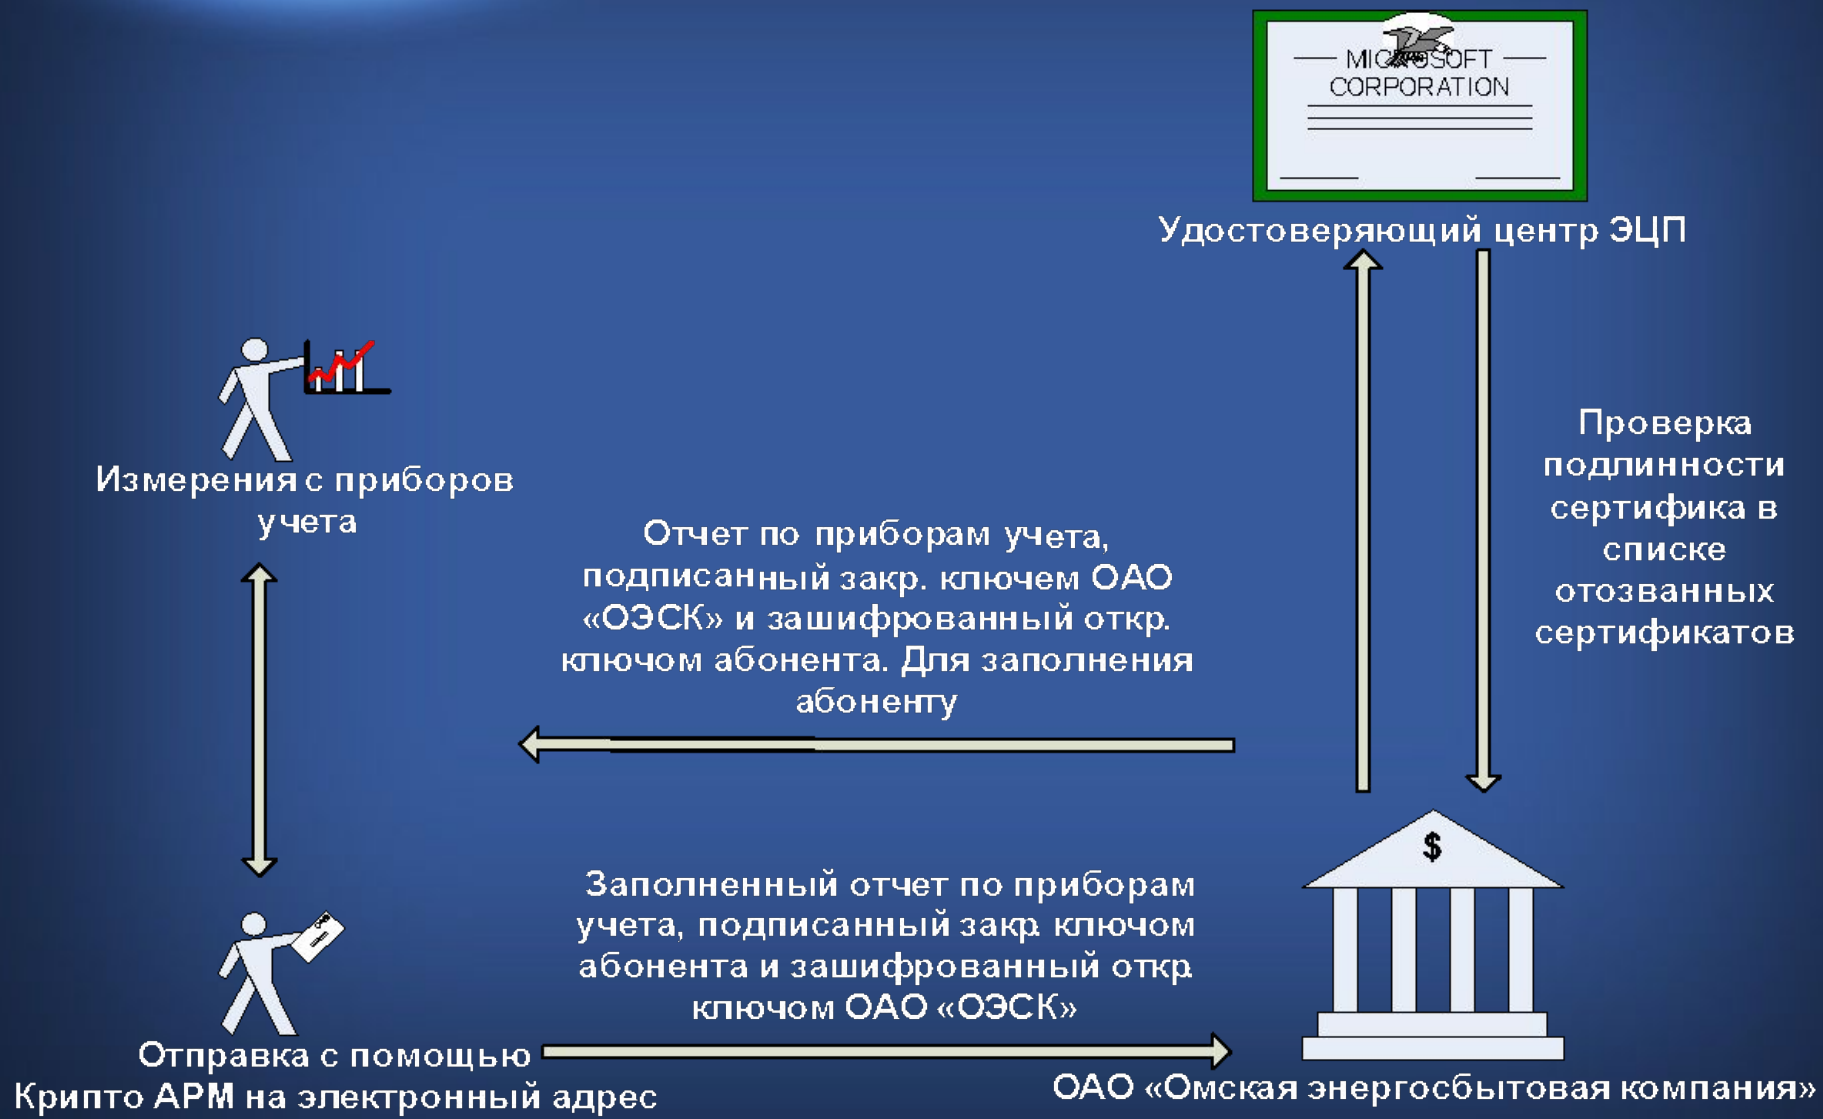 MICROSOFT
CORPORATION
Удостоверяющий центр ЭЦП
Измерения с приборов
учета
Проверка
подлинности
сертифика в
списке
отозванных
сертификатов
Отчет по приборам учета,
подписанный закр. ключем ОАО
«ОЭСК» и зашифрованный откр.
ключом абонента. Для заполнения
абоненту
$
Заполненный отчет по приборам
учета, подписанный закр. ключом
абонента и зашифрованный откр.
ключом ОАО «ОЭСК»
Отправка с помощью
Крипто АРМ на электронный адрес
ОАО «Омская энергосбытовая компания»